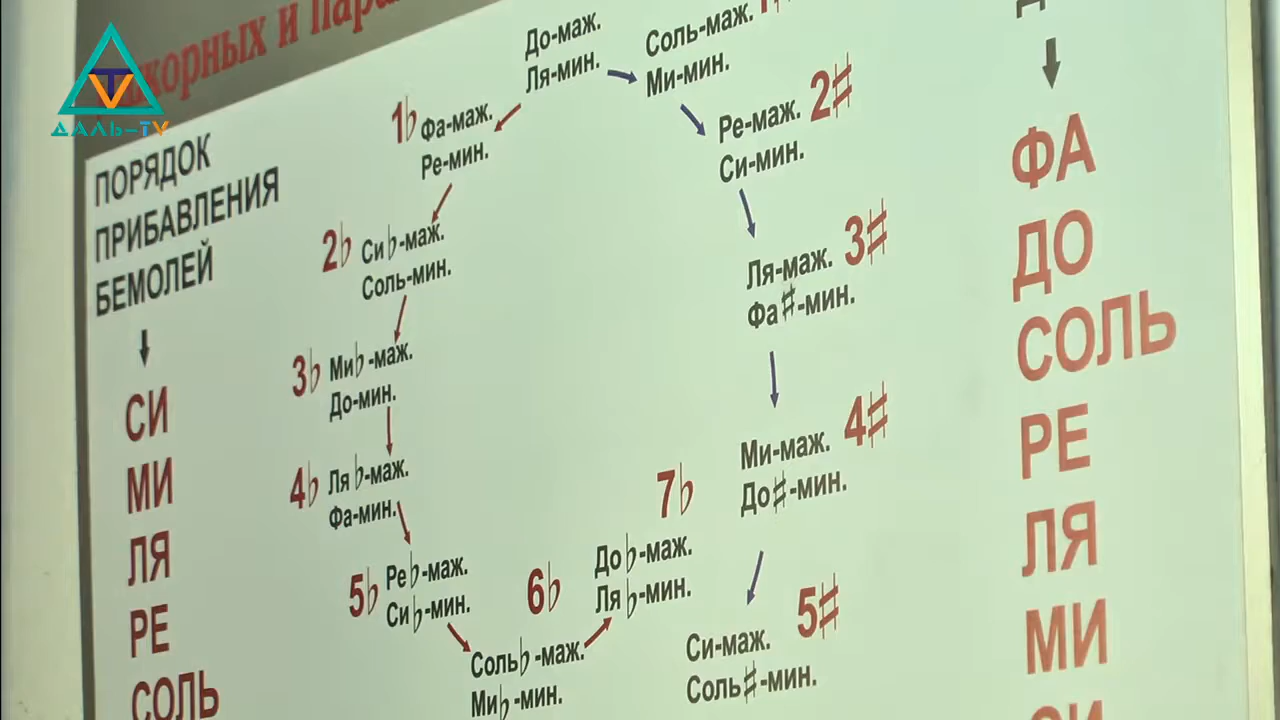 ДАЛЬ-TV
корных и пара
ПОРЯДОК
ПРИБАВЛЕНИЯ
БЕМОЛЕЙ
СИ
МИ
ЛЯ
РЕ
СОЛЬ
До-маж.
Ля-мин.
1♭ Фа-маж.
Ре-мин.
2♭ Си♭-маж.
Соль-мин.
3♭ Ми♭-маж.
До-мин.
4♭ Ля♭-маж.
Фа-мин.
5♭ Ре♭-маж.
Си♭-мин.
6♭
Соль♭-маж.
Ми♭-мин.
7♭
До♭-маж.
Ля♭-мин.
Соль-маж.
Ми-мин.
Ре-маж. 2♯
Си-мин.
Ля-маж. 3♯
Фа♯-мин.
Ми-маж. 4♯
До♯-мин.
Си-маж. 5♯
Соль♯-мин.
ФА
ДО
СОЛЬ
РЕ
ЛЯ
МИ
СИ